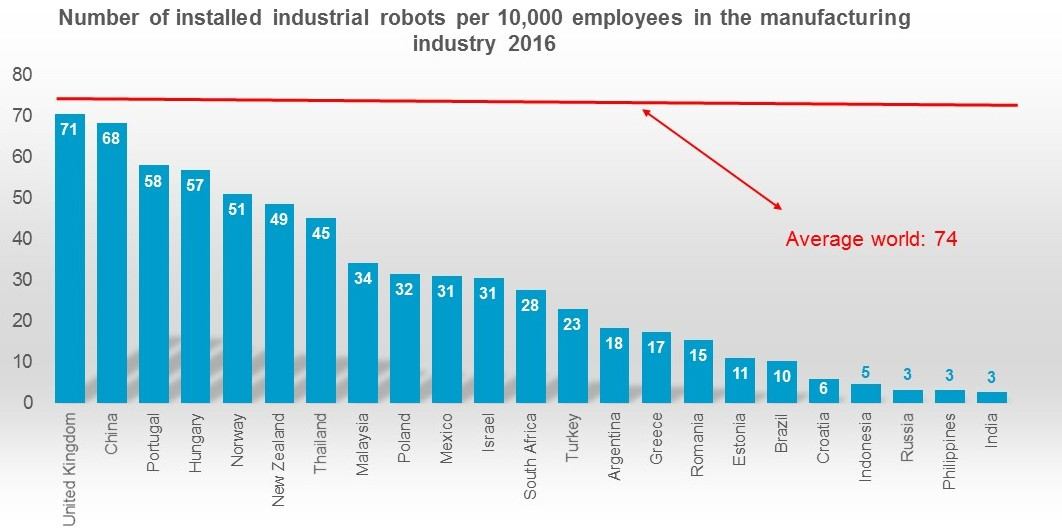 Number of installed industrial robots per 10,000 employees in the manufacturing
industry 2016
80
70
60
50
40
30
20
10
0
71
68
58
57
51
49
45
34
32
31
31
28
23
18
17
15
11
10
6
5
3
3
3
Average world: 74
United Kingdom
China
Portugal
Hungary
Norway
New Zealand
Thailand
Malaysia
Poland
Mexico
Israel
South Africa
Turkey
Argentina
Greece
Romania
Estonia
Brazil
Croatia
Indonesia
Russia
Philippines
India